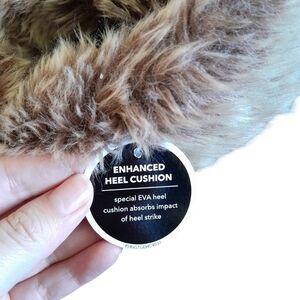 ENHANCED
HEEL CUSHION
special EVA heel
cushion absorbs impact
of heel strike